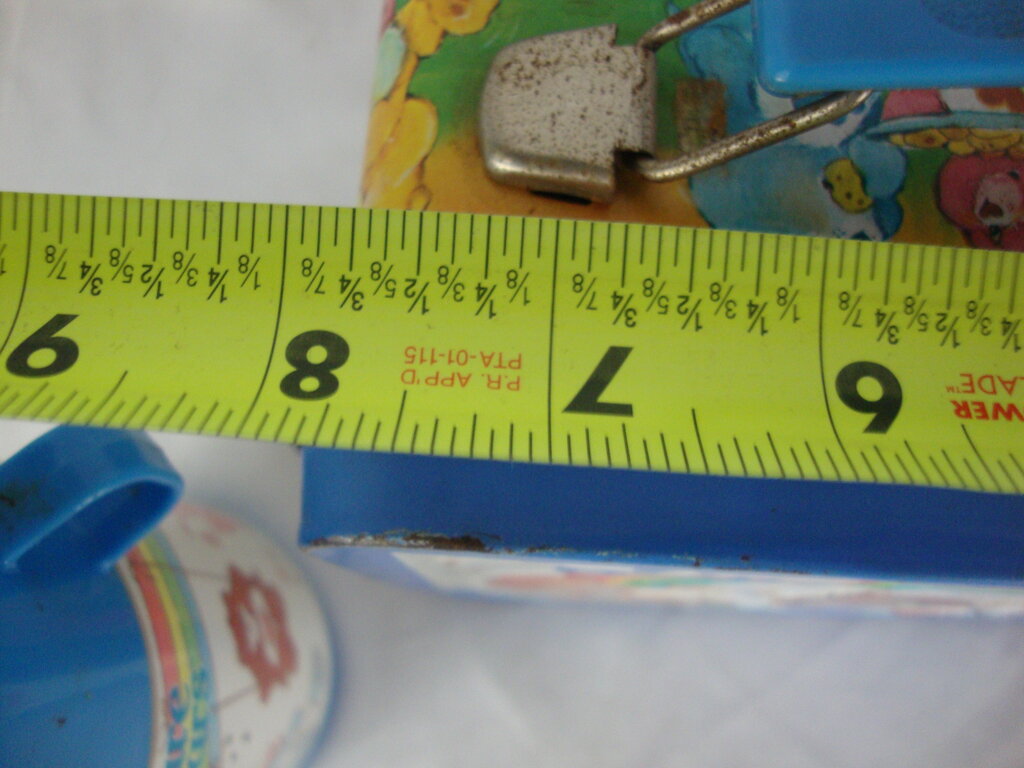 1/8 1/4 3/8 1/2 5/8 3/4 7/8 1/8 1/4 3/8 1/2 5/8 3/4 7/8 1/8 1/4 3/8 1/2 5/8 3/4 7/8 1/4 3/8 1/2 5/8 3/4 7/8
9 8 7 6
P.R. APP'D
PTA-01-115
WER
LADE™